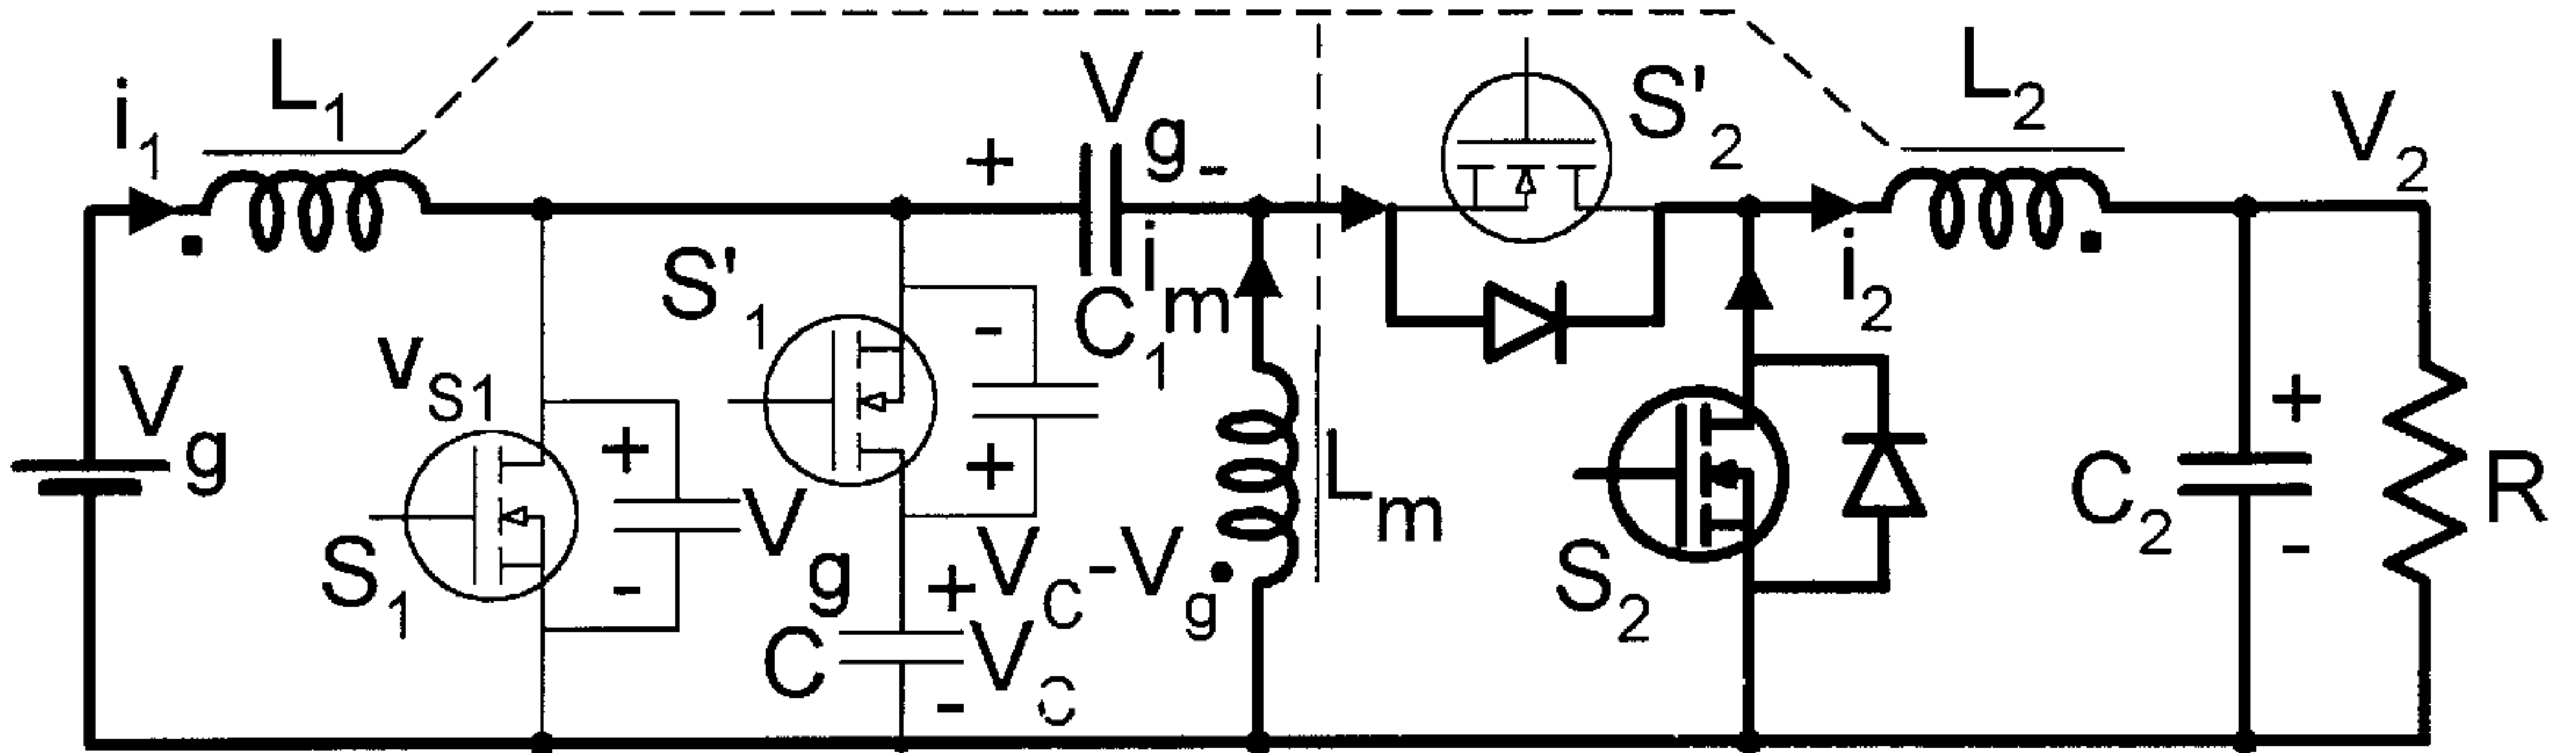 i1
L1
Vg
vS1
S1
+
-
Vg
S'1
-
+
VC-Vg
C
+
VC
-
+
Vg
-
C1
im
Lm
S'2
S2
i2
L2
V2
C2
+
-
R